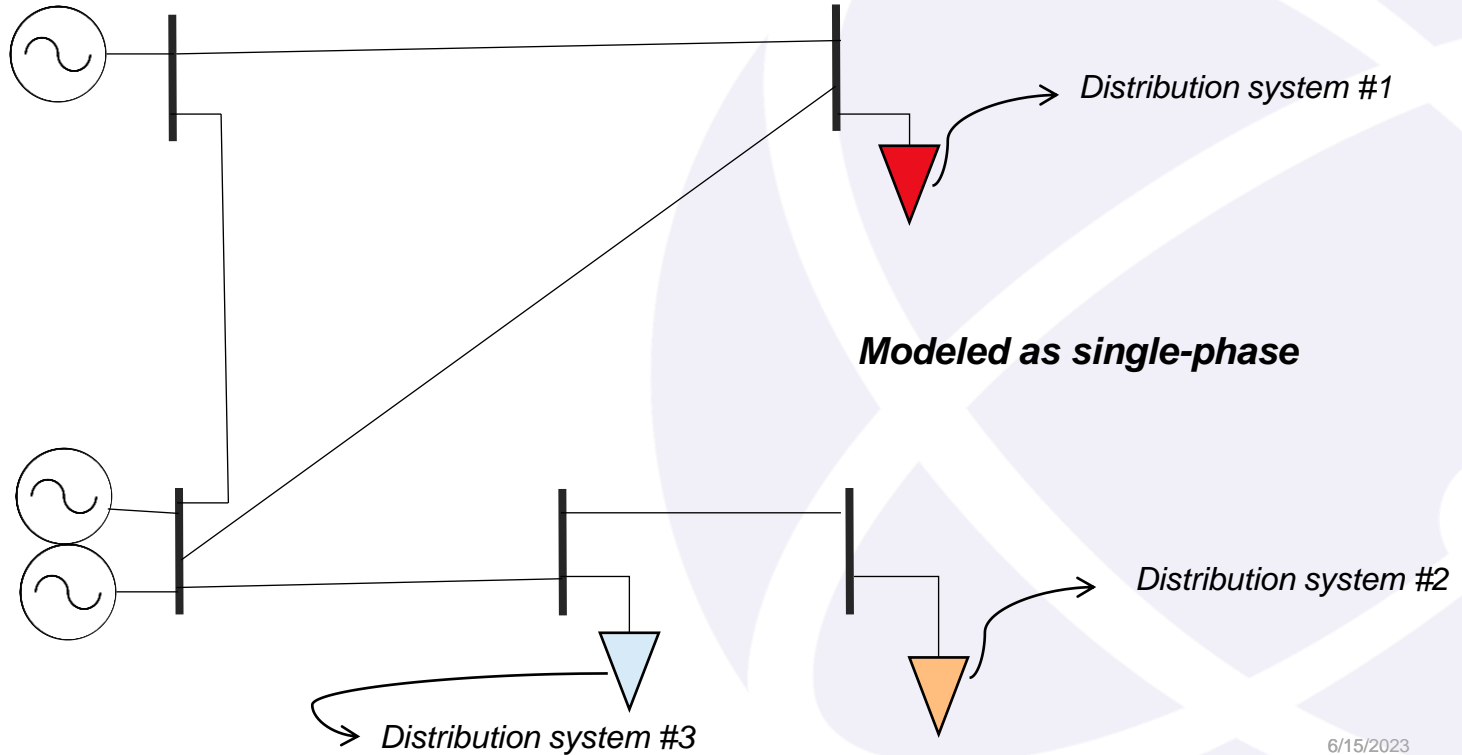 Distribution system #1
Modeled as single-phase
Distribution system #2
Distribution system #3
6/15/2023